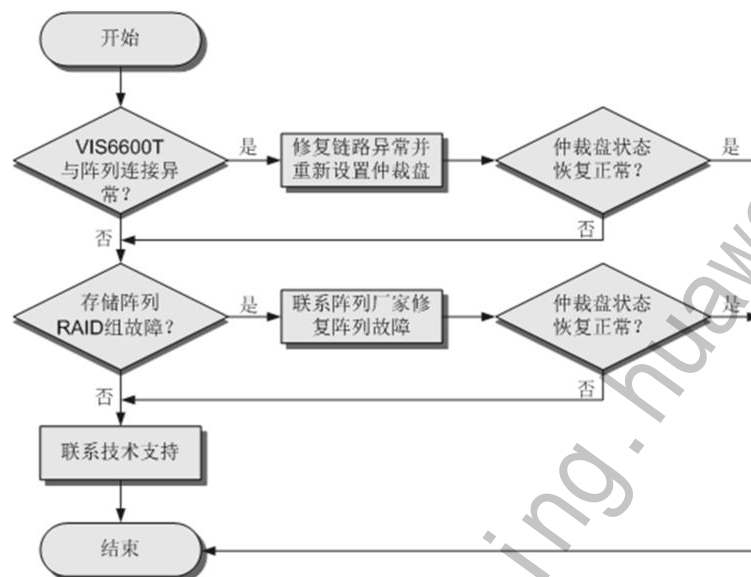 开始
VIS6600T
与阵列连接异
常？
是
修复链路异常并
重新设置仲裁盘
仲裁盘状态
恢复正常？
是
否
否
存储阵列
RAID组故障？
是
联系阵列厂家修
复阵列故障
仲裁盘状态
恢复正常？
是
否
否
联系技术支持
结束
ing.huawe